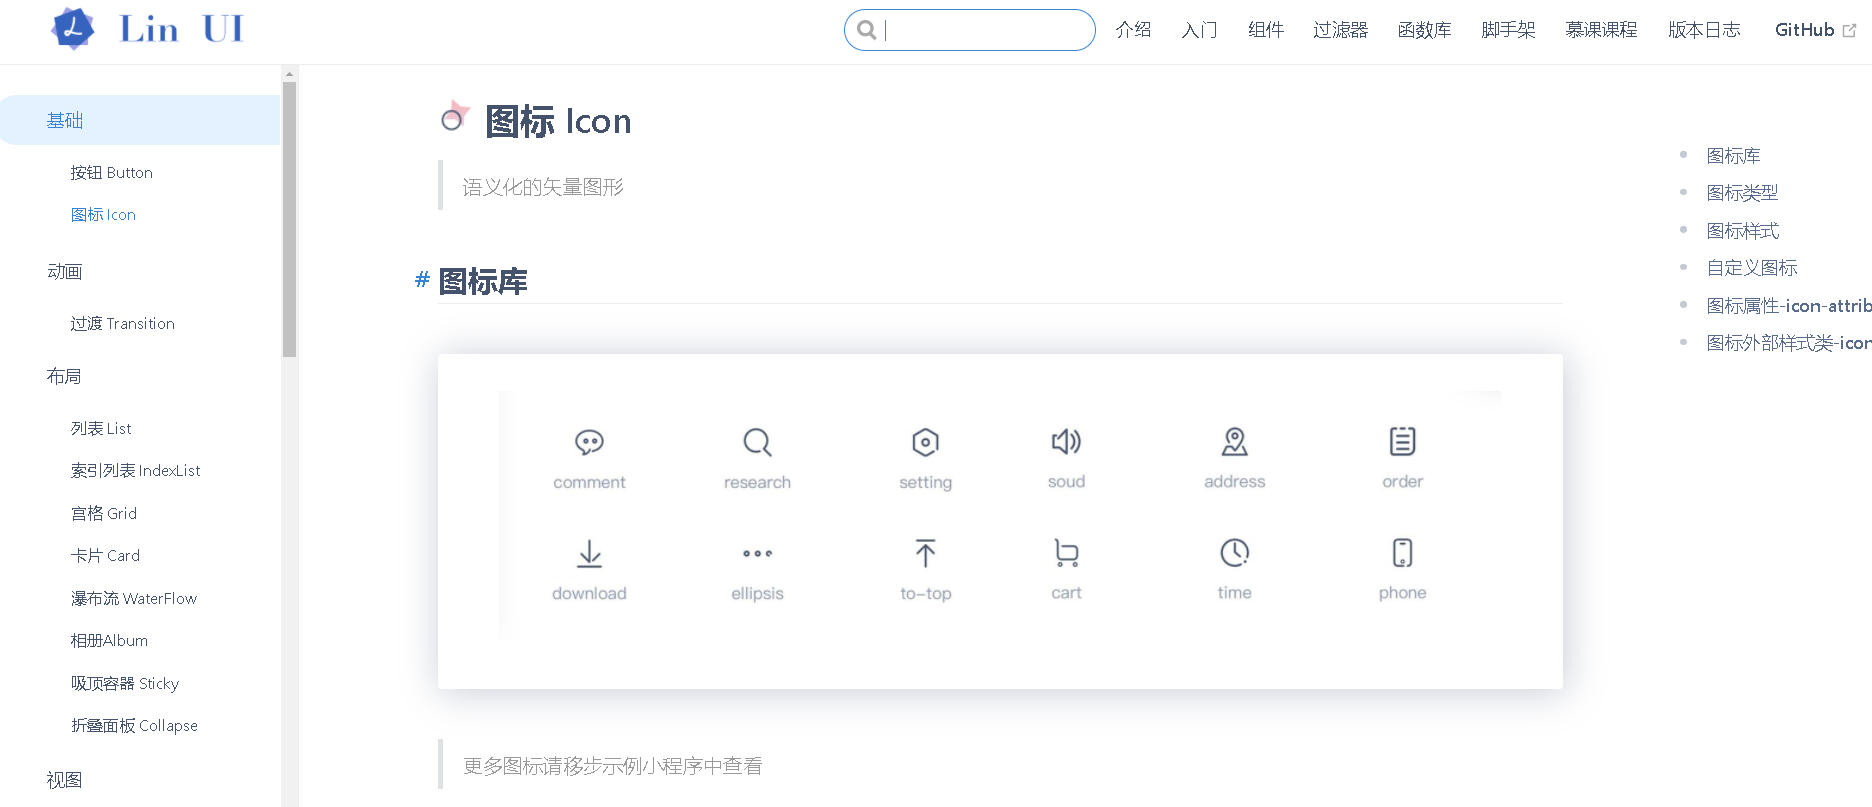 Lin UI
介绍 入门 组件 过滤器 函数库 脚手架 慕课课程 版本日志 GitHub
基础
按钮 Button
图标 Icon
动画
过渡 Transition
布局
列表 List
索引列表 IndexList
宫格 Grid
卡片 Card
瀑布流 WaterFlow
相册Album
吸顶容器 Sticky
折叠面板 Collapse
视图
图标 Icon
语义化的矢量图形
# 图标库
comment research setting soud address order
download ellipsis to-top cart time phone
更多图标请移步示例小程序中查看
图标库
图标类型
图标样式
自定义图标
图标属性-icon-attrib
图标外部样式类-icon